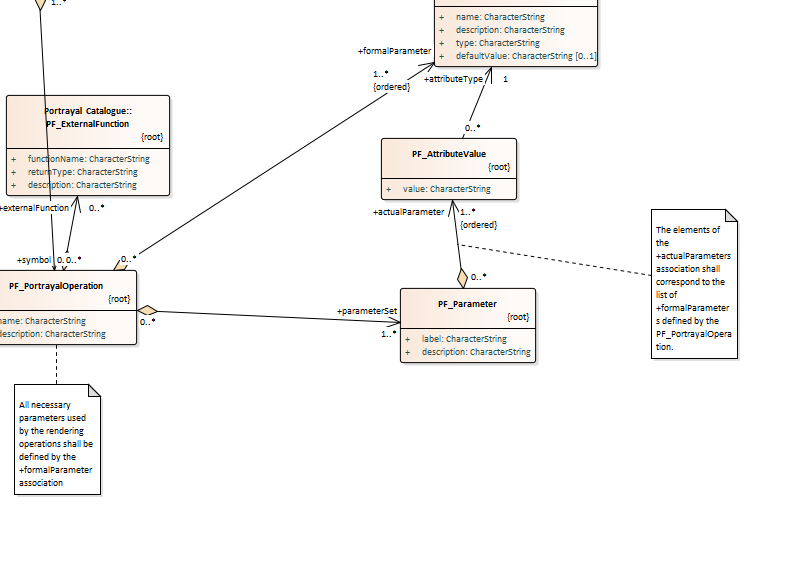 1..*
+ name: CharacterString
+ description: CharacterString
+ type: CharacterString
+ defaultValue: CharacterString [0..1]
+formalParameter
1..*
{ordered}
+attributeType
1
0..*
Portrayal Catalogue::
PF_ExternalFunction
{root}
+ functionName: CharacterString
+ returnType: CharacterString
+ description: CharacterString
+externalFunction
0..*
PF_AttributeValue
{root}
+ value: CharacterString
+actualParameter
1..*
{ordered}
The elements of
the
+actualParameters
association shall
correspond to the
list of
+formalParameter
s defined by the
PF_PortrayalOpera
tion.
+symbol
0..
0..*
0..*
PF_PortrayalOperation
{root}
name: CharacterString
description: CharacterString
0..*
+parameterSet
1..*
0..*
PF_Parameter
{root}
+ label: CharacterString
+ description: CharacterString
All necessary
parameters used
by the rendering
operations shall be
defined by the
+formalParameter
association